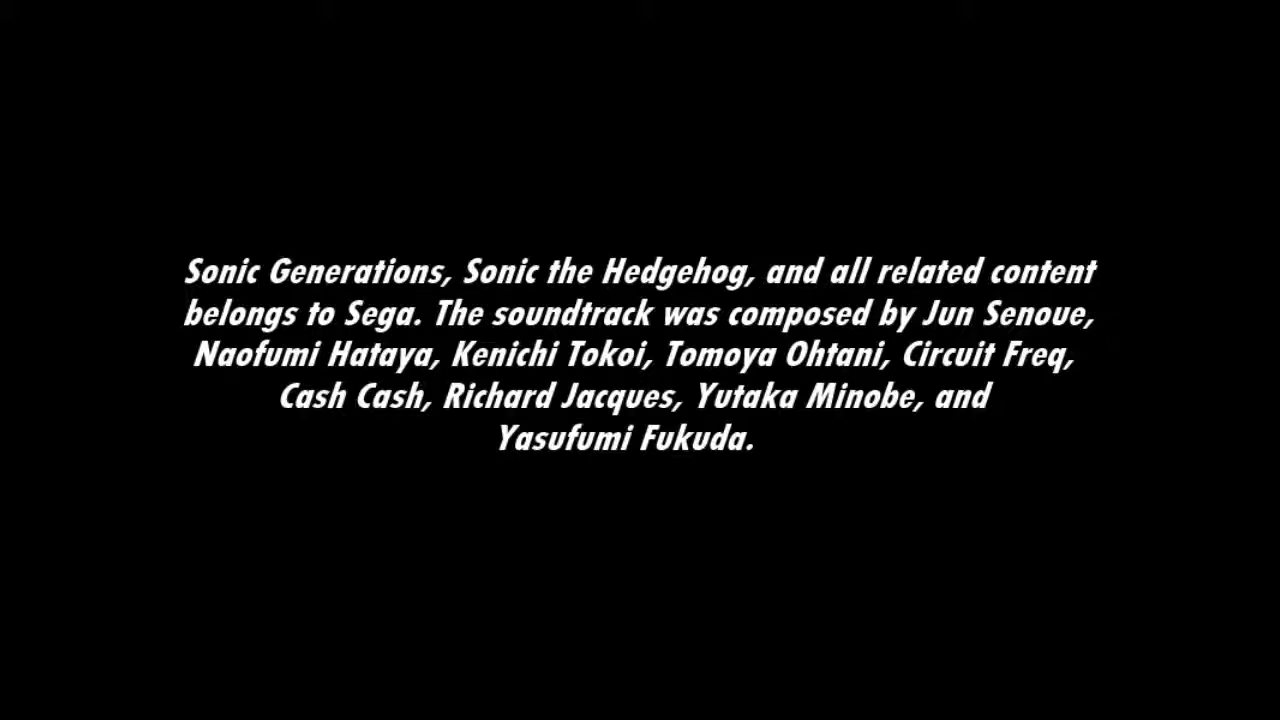 Sonic Generations, Sonic the Hedgehog, and all related content
belongs to Sega. The soundtrack was composed by Jun Senoue,
Naofumi Hataya, Kenichi Tokoi, Tomoya Ohtani, Circuit Freq,
Cash Cash, Richard Jacques, Yutaka Minobe, and
Yasufumi Fukuda.